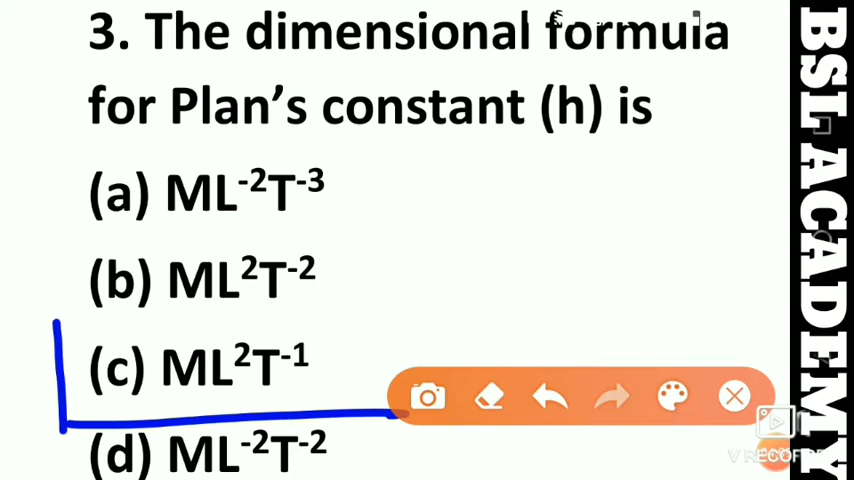 3. The dimensional formula
for Plan's constant (h) is
(a) ML⁻²T⁻³
(b) ML²T⁻²
(c) ML²T⁻¹
(d) ML⁻²T⁻²
BSL ACADEMY